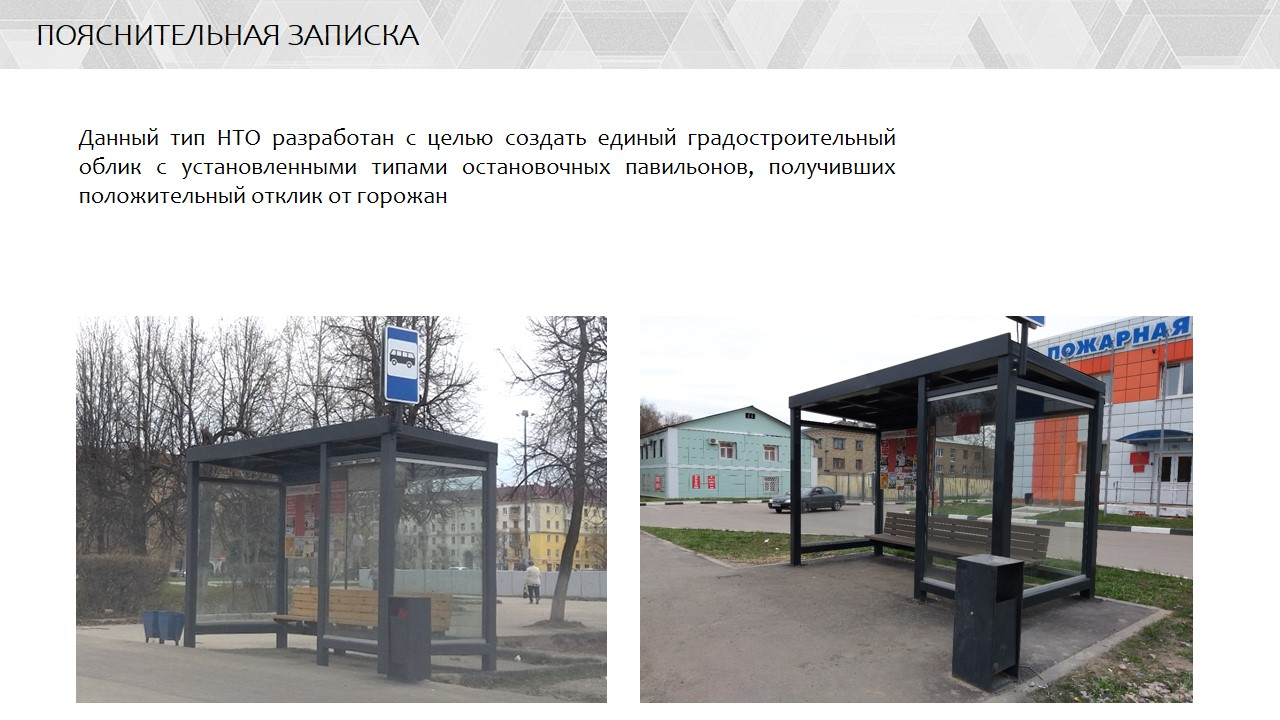 ПОЯСНИТЕЛЬНАЯ ЗАПИСКА
Данный тип НТО разработан с целью создать единый градостроительный
облик с установленными типами остановочных павильонов, получивших
положительный отклик от горожан
ПОЖАРНАЯ